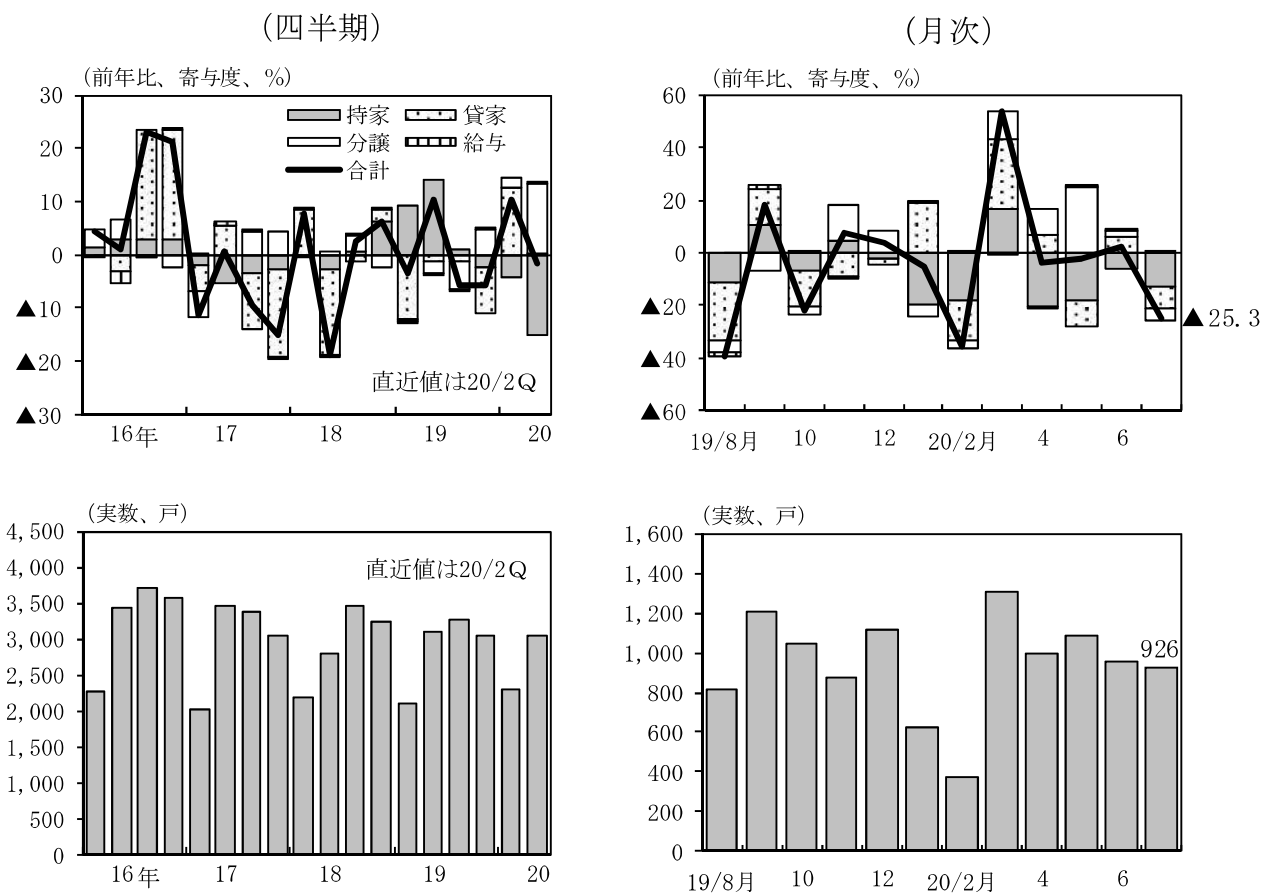 (四半期)
(前年比、寄与度、%)
持家
貸家
分譲
給与
合計
30
20
10
0
▲10
▲20
▲30
直近値は20/2Q
16年
17
18
19
20
(月次)
(前年比、寄与度、%)
60
40
20
0
▲20
▲40
▲60
▲25.3
19/8月
10
12
20/2月
4
6
(実数、戸)
4,500
4,000
3,500
3,000
2,500
2,000
1,500
1,000
500
0
直近値は20/2Q
16年
17
18
19
20
(実数、戸)
1,600
1,400
1,200
1,000
800
600
400
200
0
926
19/8月
10
12
20/2月
4
6